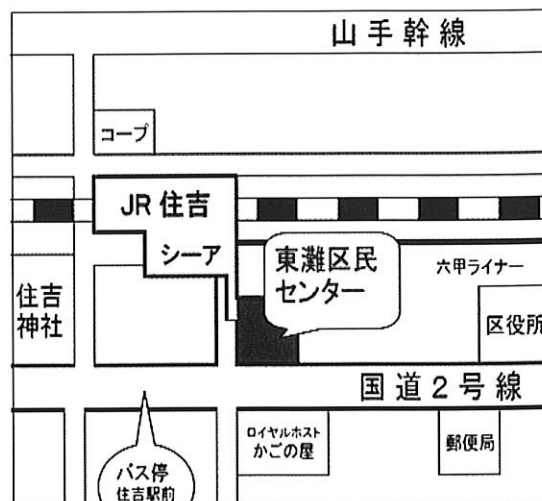 山手幹線
コープ
JR 住吉
シーア
東灘区民
センター
六甲ライナー
住吉
神社
区役所
国道2号線
ロイヤルホスト
かごの屋
郵便局
バス停
住吉駅前